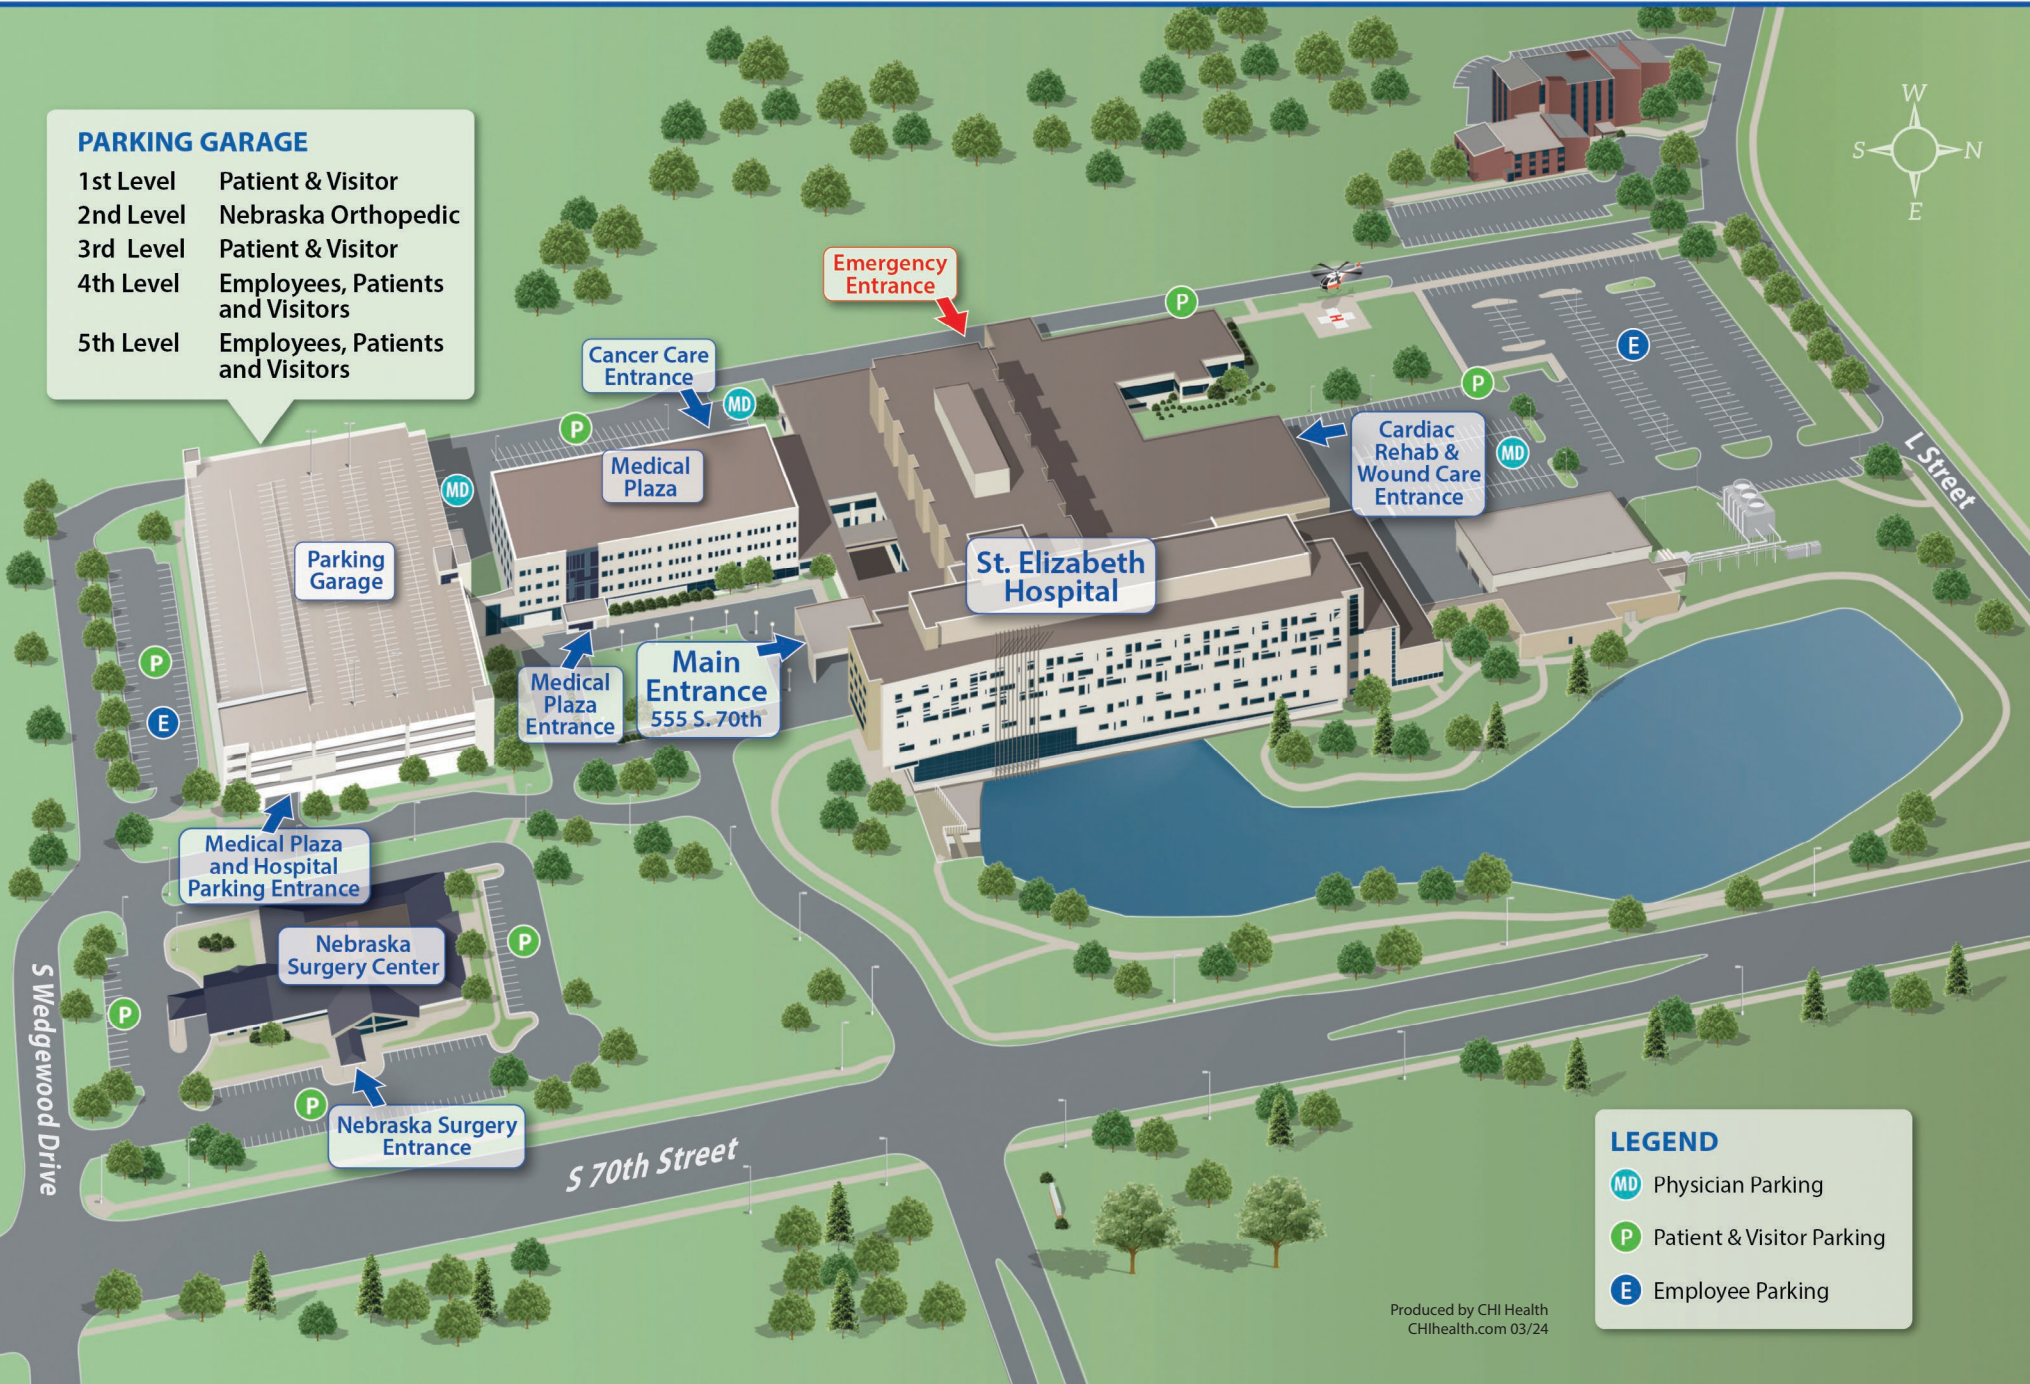 PARKING GARAGE
1st Level Patient & Visitor
2nd Level Nebraska Orthopedic
3rd Level Patient & Visitor
4th Level Employees, Patients
and Visitors
5th Level Employees, Patients
and Visitors
W
S N
E
Emergency
Entrance
P
H
E
Cancer Care
Entrance
MD
P
P
Cardiac
Rehab &
Wound Care
Entrance
MD
L Street
Medical
Plaza
MD
Parking
Garage
St. Elizabeth
Hospital
P
E
Medical
Plaza
Entrance
Main
Entrance
555 S. 70th
Medical Plaza
and Hospital
Parking Entrance
Nebraska
Surgery Center
P
P
P
Nebraska Surgery
Entrance
S Wedgewood Drive
S 70th Street
LEGEND
MD Physician Parking
P Patient & Visitor Parking
E Employee Parking
Produced by CHI Health
CHIhealth.com 03/24